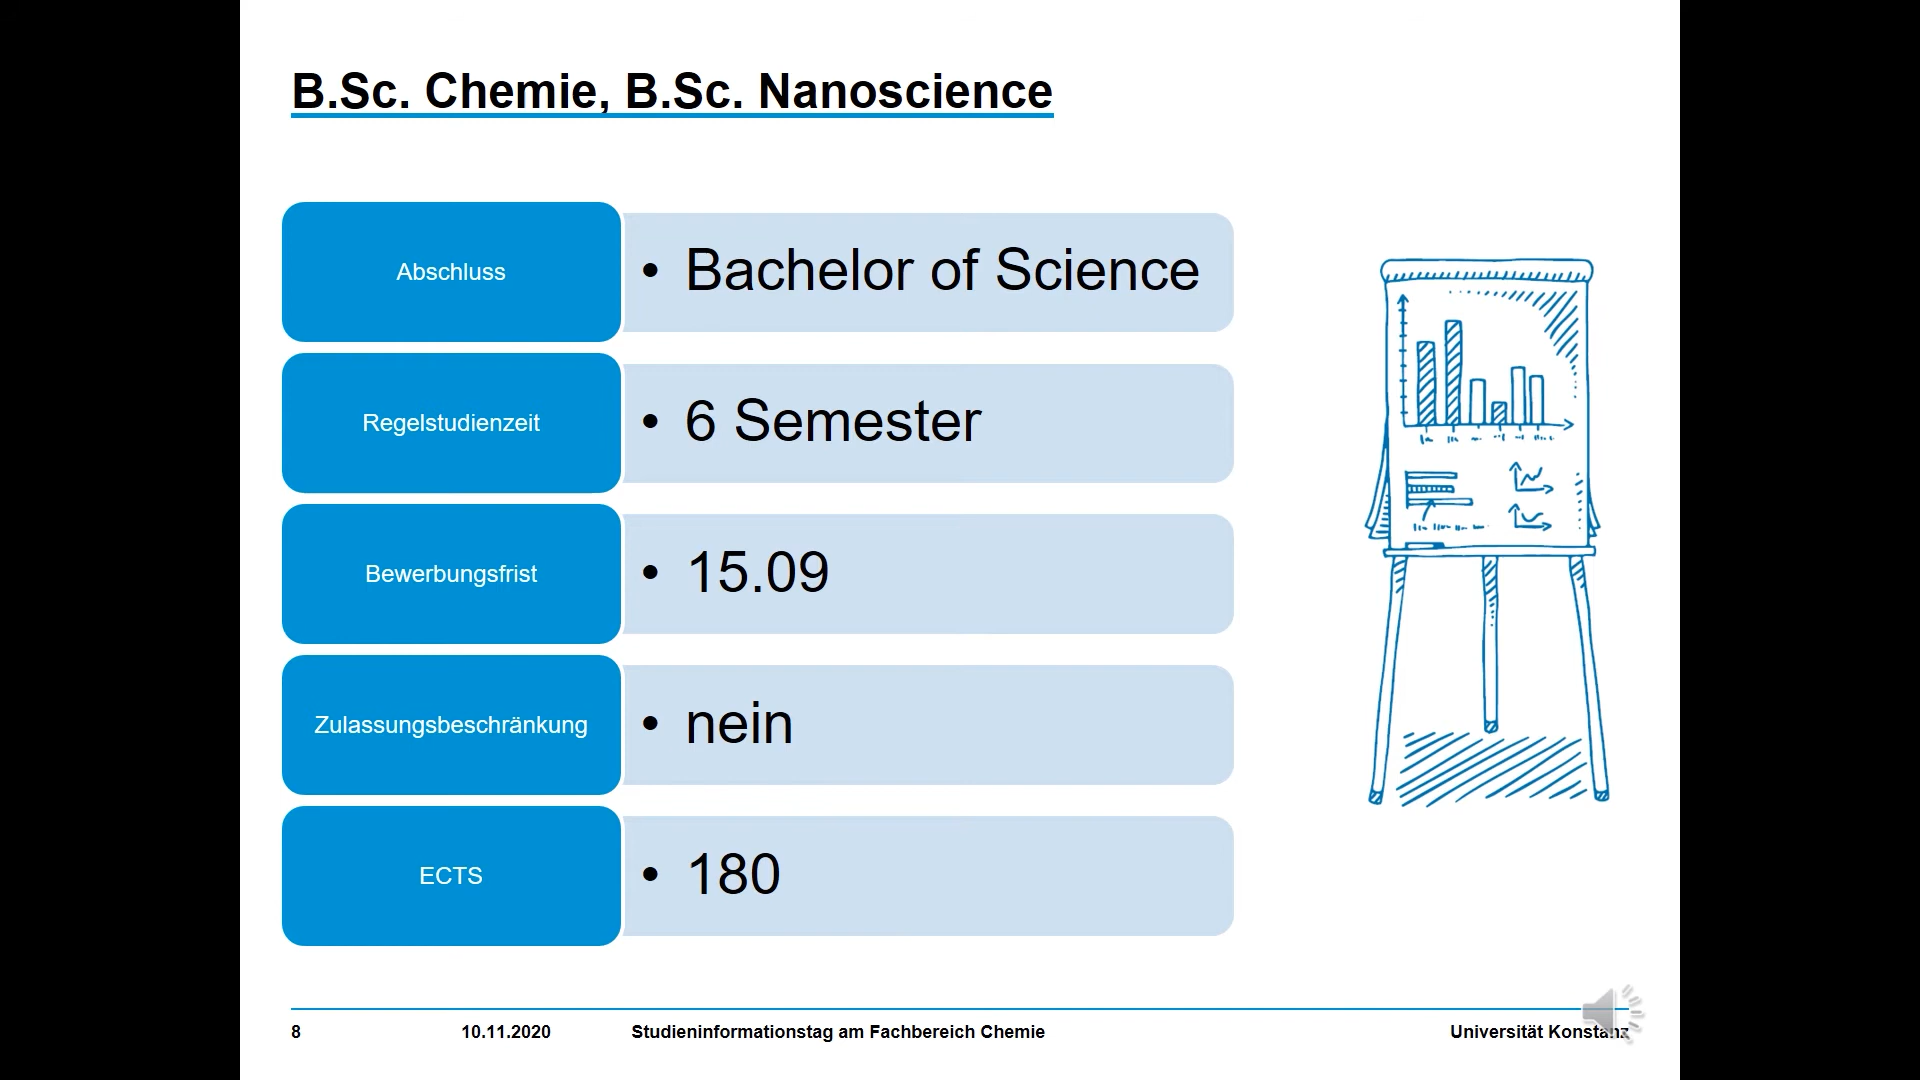 B.Sc. Chemie, B.Sc. Nanoscience
Abschluss
• Bachelor of Science
Regelstudienzeit
• 6 Semester
Bewerbungsfrist
• 15.09
Zulassungsbeschränkung
• nein
ECTS
• 180
8 10.11.2020 Studieninformationstag am Fachbereich Chemie Universität Konstanz